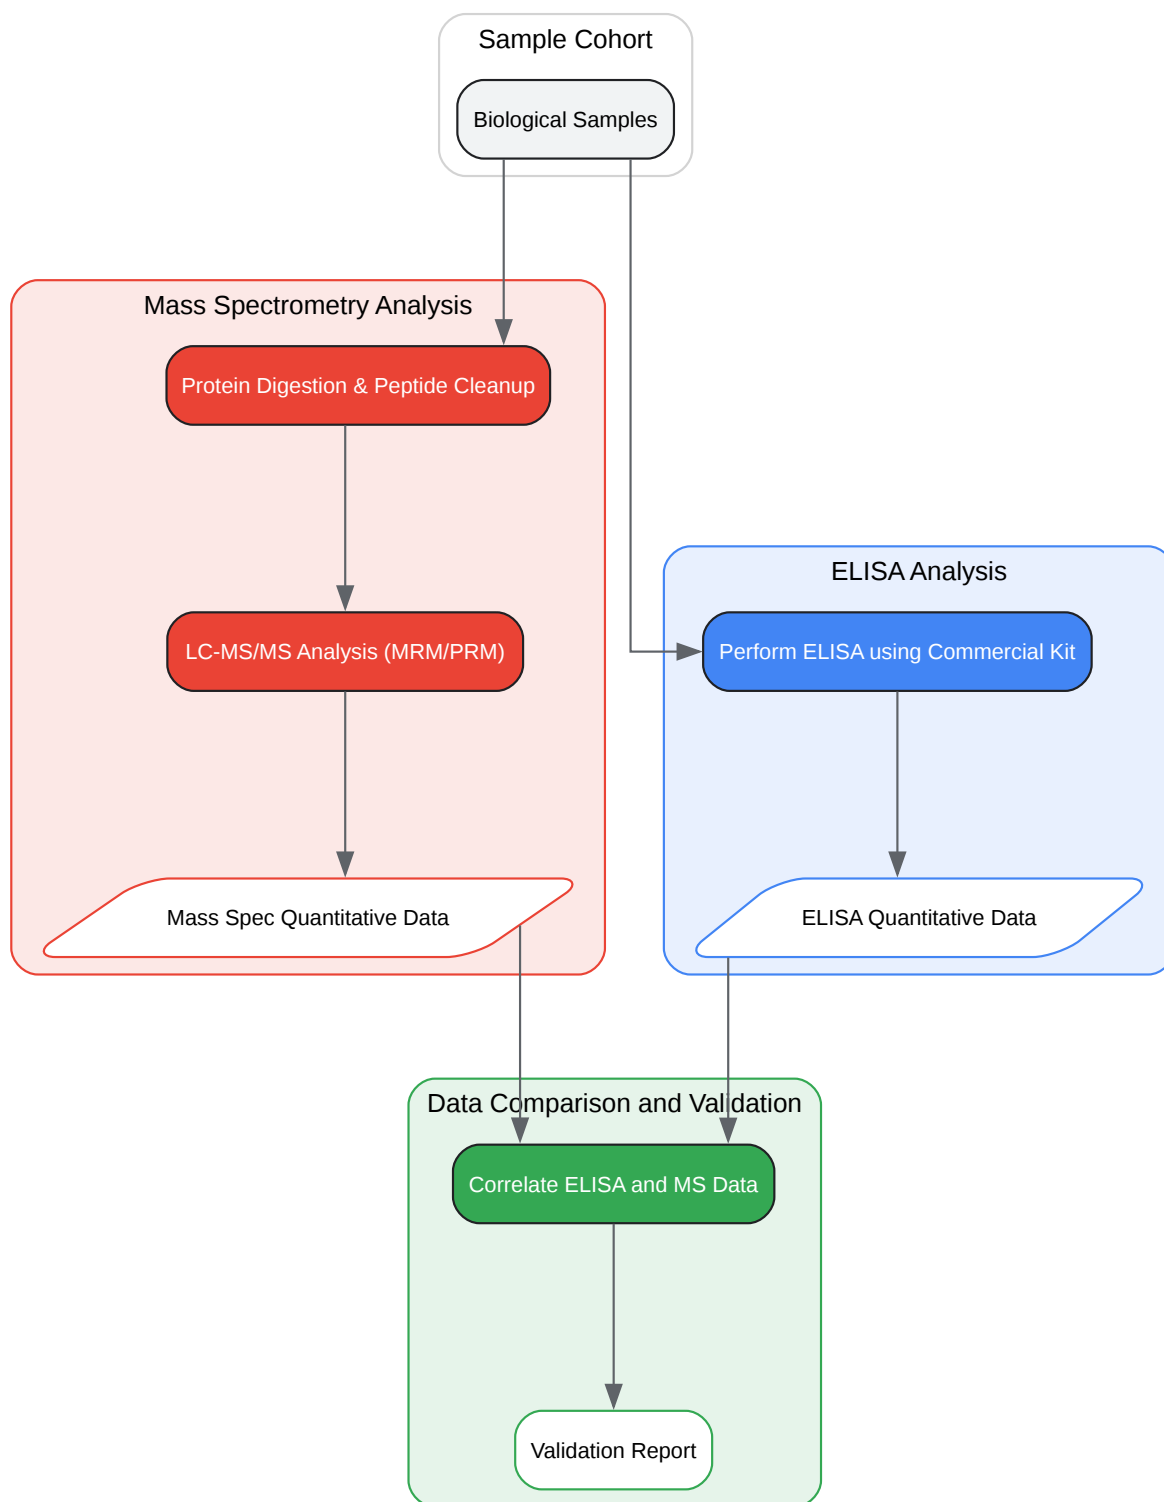 Sample Cohort
Biological Samples
Mass Spectrometry Analysis
Protein Digestion & Peptide Cleanup
LC-MS/MS Analysis (MRM/PRM)
Mass Spec Quantitative Data
ELISA Analysis
Perform ELISA using Commercial Kit
ELISA Quantitative Data
Data Comparison and Validation
Correlate ELISA and MS Data
Validation Report